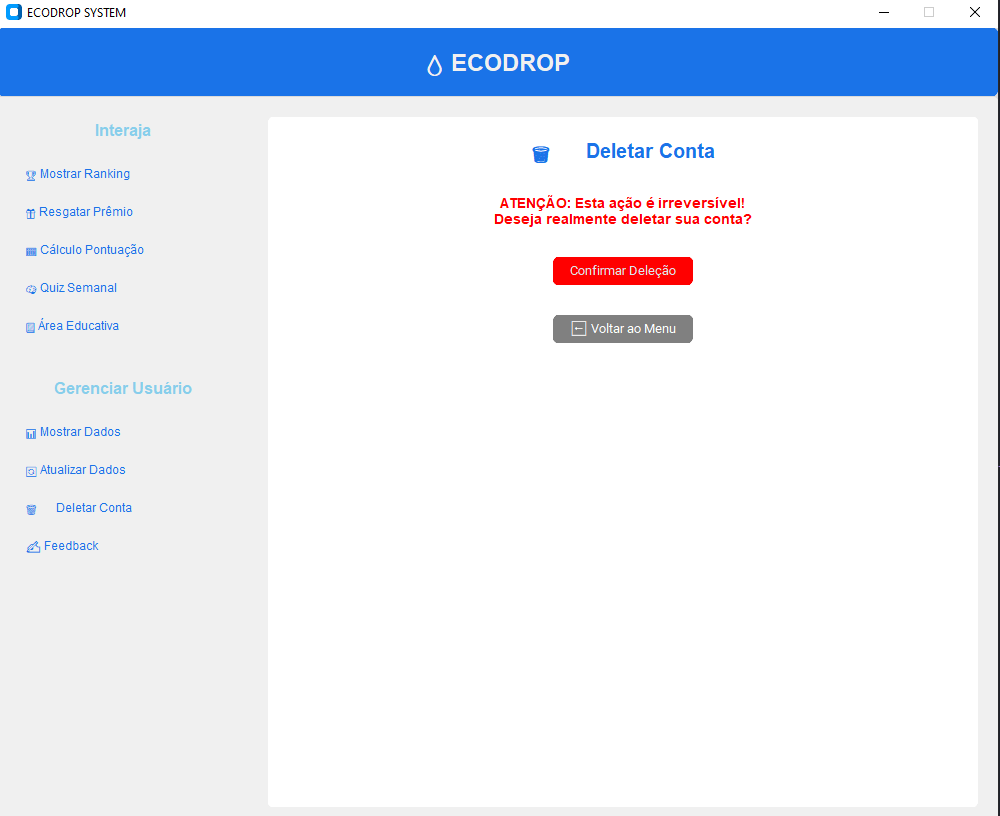 ECODROP SYSTEM
ECODROP
Interaja
Mostrar Ranking
Resgatar Prêmio
Cálculo Pontuação
Quiz Semanal
Área Educativa
Gerenciar Usuário
Mostrar Dados
Atualizar Dados
Deletar Conta
Feedback
Deletar Conta
ATENÇÃO: Esta ação é irreversível!
Deseja realmente deletar sua conta?
Confirmar Deleção
Voltar ao Menu